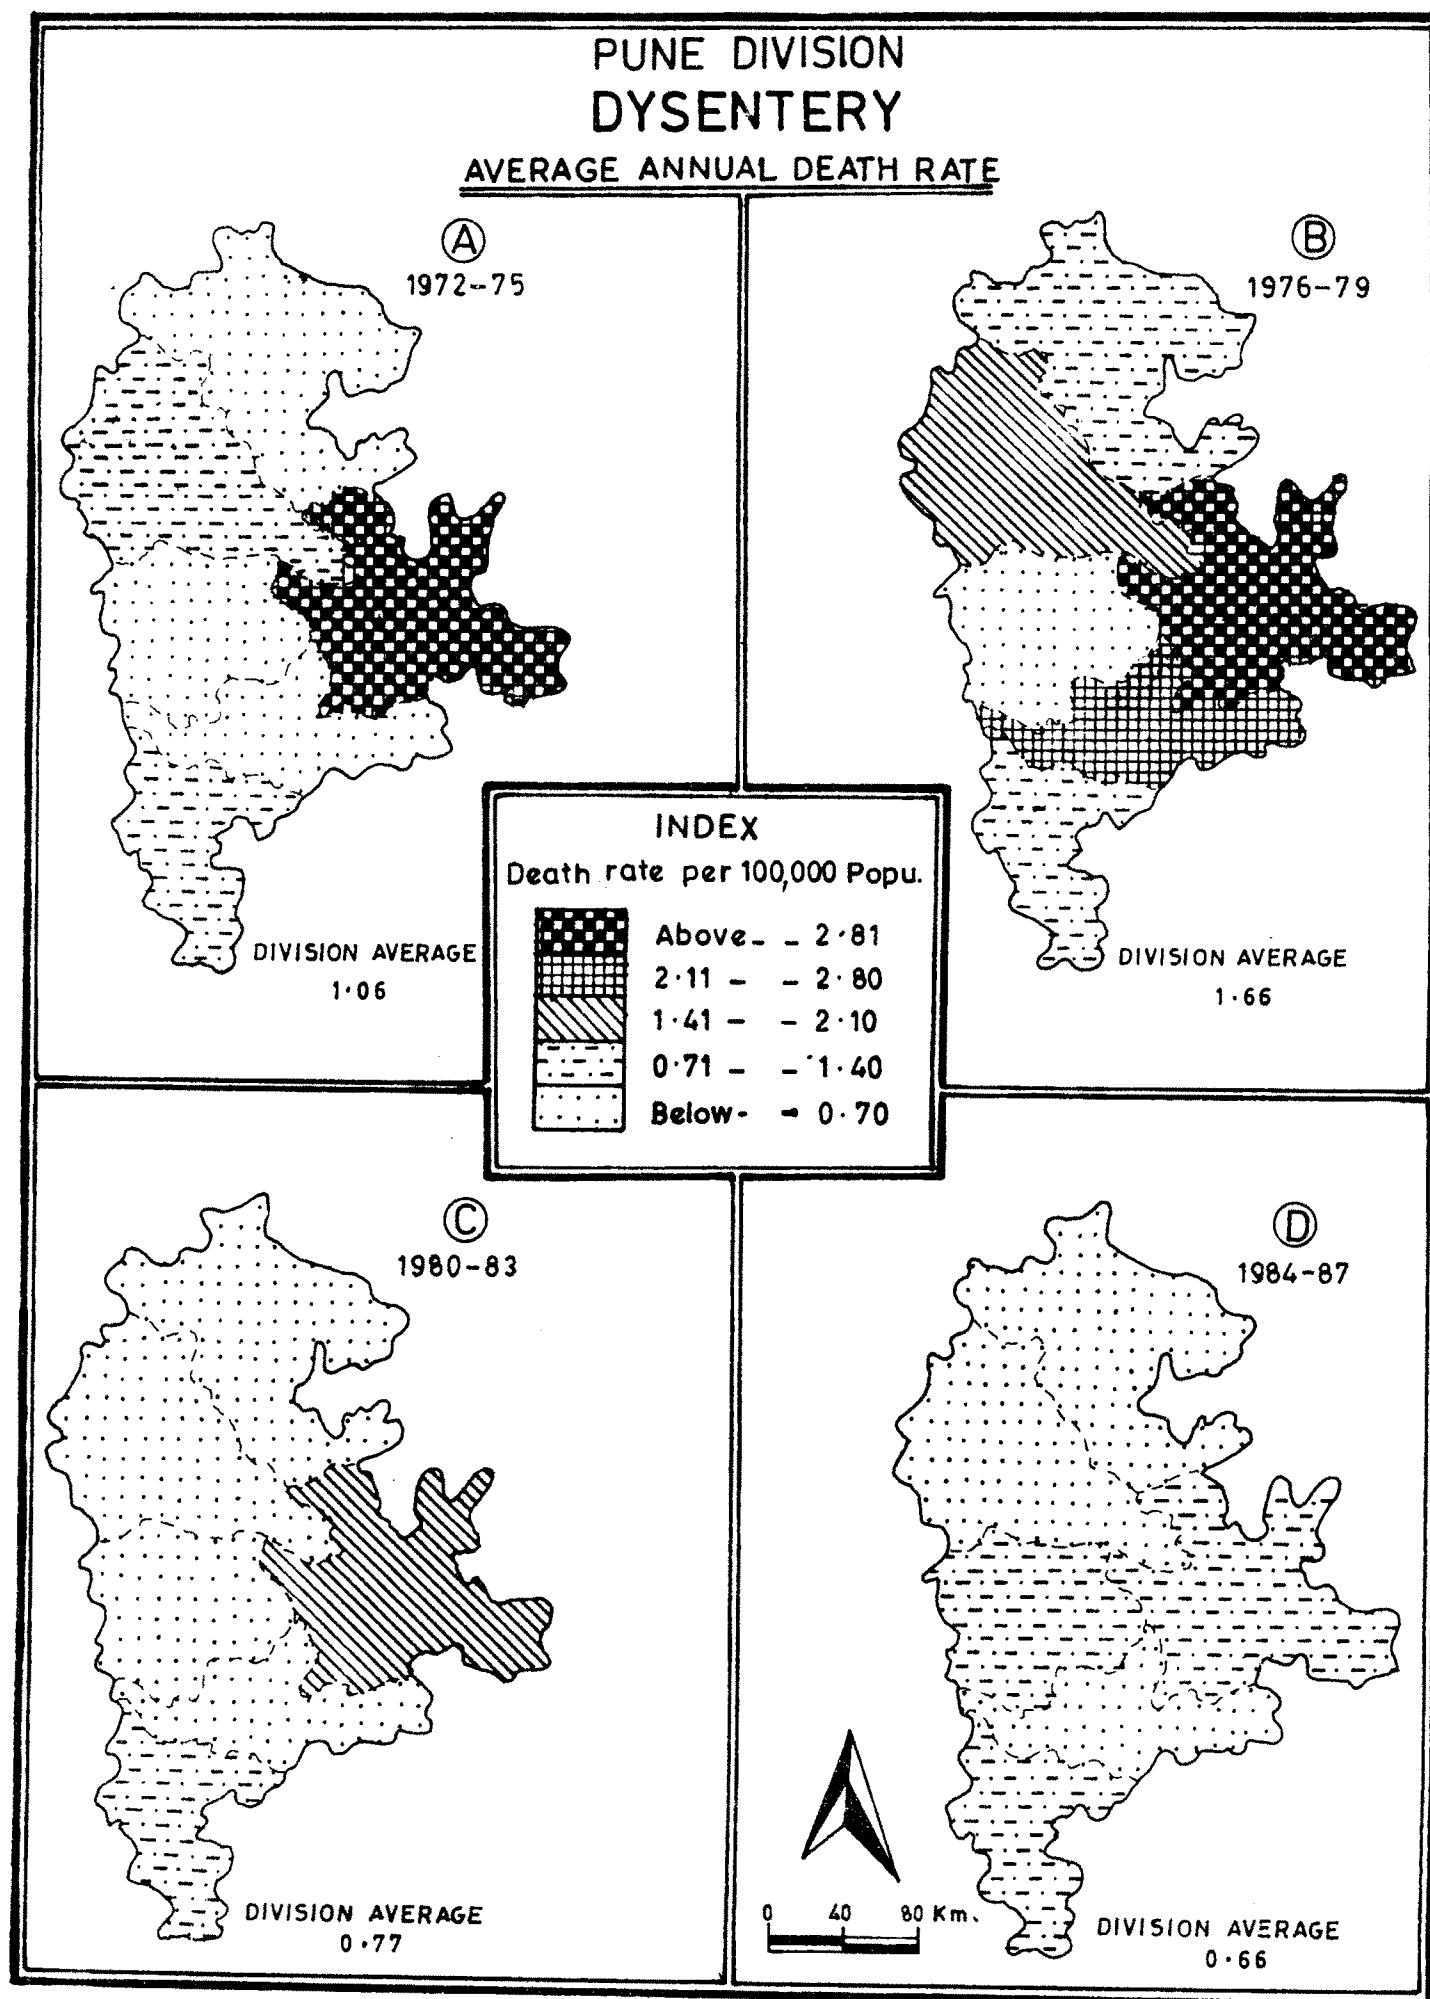 PUNE DIVISION
DYSENTERY
AVERAGE ANNUAL DEATH RATE
A
1972-75
DIVISION AVERAGE
1·06
B
1976-79
DIVISION AVERAGE
1·66
INDEX
Death rate per 100,000 Popu.
Above - - 2·81
2·11 - - 2·80
1·41 - - 2·10
0·71 - - 1·40
Below - - 0·70
C
1980-83
DIVISION AVERAGE
0·77
D
1984-87
0 40 80 Km.
DIVISION AVERAGE
0·66